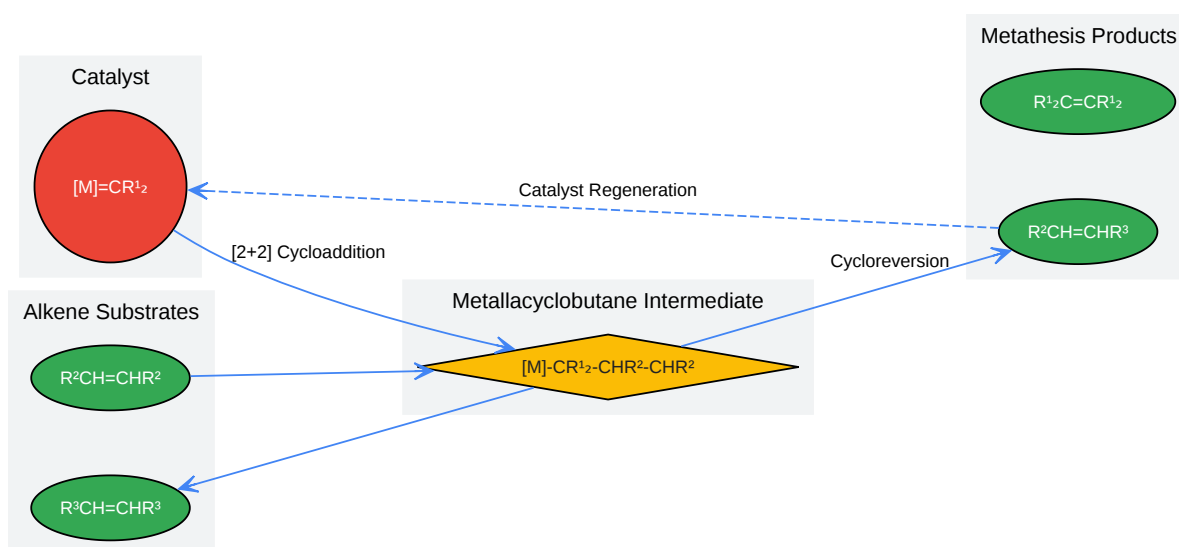 Catalyst
[M]=CR¹₂
Alkene Substrates
R²CH=CHR²
R³CH=CHR³
[2+2] Cycloaddition
Metallacyclobutane Intermediate
[M]-CR¹₂-CHR²-CHR²
Catalyst Regeneration
Cycloreversion
Metathesis Products
R¹₂C=CR¹₂
R²CH=CHR³